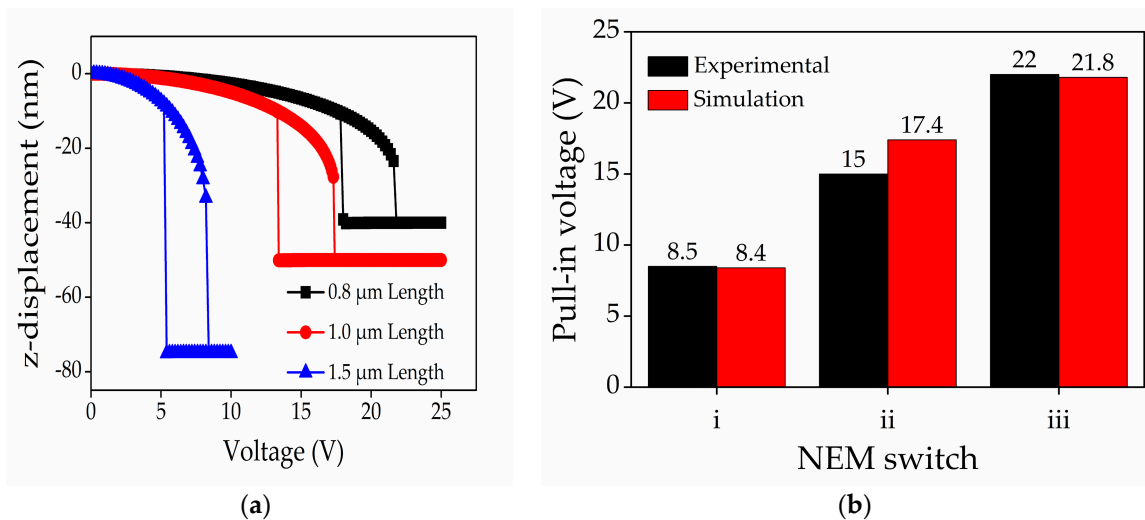 z-displacement (nm)
0
-20
-40
-60
-80
0.8 µm Length
1.0 µm Length
1.5 µm Length
0 5 10 15 20 25
Voltage (V)
(a)
Pull-in voltage (V)
25
20
15
10
5
0
Experimental
Simulation
8.5 8.4
15 17.4
22 21.8
i ii iii
NEM switch
(b)